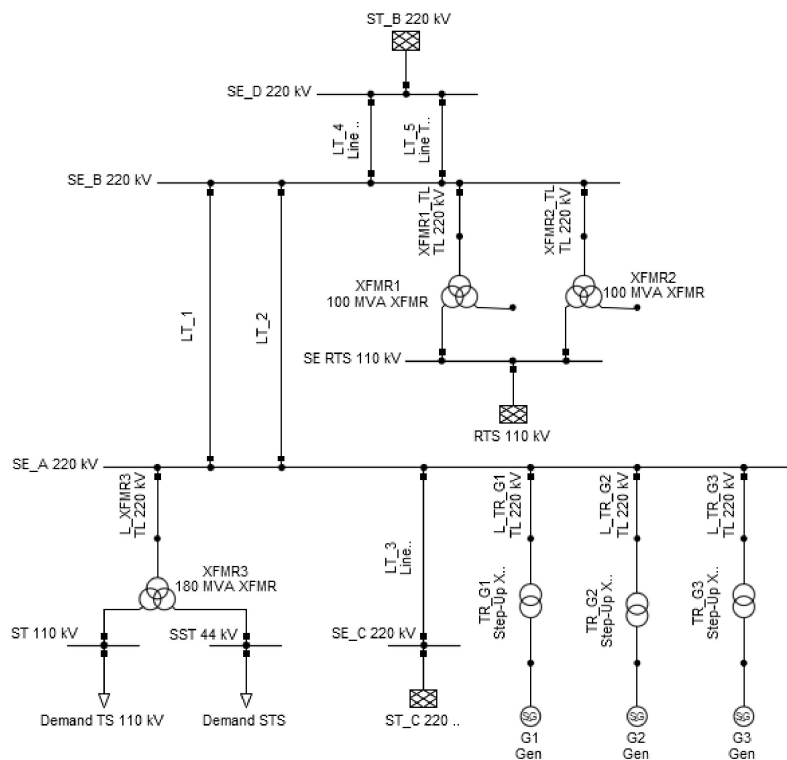 ST_B 220 kV
SE_D 220 kV
LT_4
Line ..
LT_5
Line T..
SE_B 220 kV
XFMR1_TL
TL 220 kV
XFMR2_TL
TL 220 kV
XFMR1
100 MVA XFMR
XFMR2
100 MVA XFMR
LT_1
LT_2
SE RTS 110 kV
RTS 110 kV
SE_A 220 kV
L_XFMR3
TL 220 kV
L_TR_G1
TL 220 kV
L_TR_G2
TL 220 kV
L_TR_G3
TL 220 kV
LT_3
Line..
XFMR3
180 MVA XFMR
TR_G1
Step-Up X..
TR_G2
Step-Up X..
TR_G3
Step-Up X..
ST 110 kV
SST 44 kV
SE_C 220 kV
Demand TS 110 kV
Demand STS
ST_C 220 ..
SG
SG
SG
G1
Gen
G2
Gen
G3
Gen